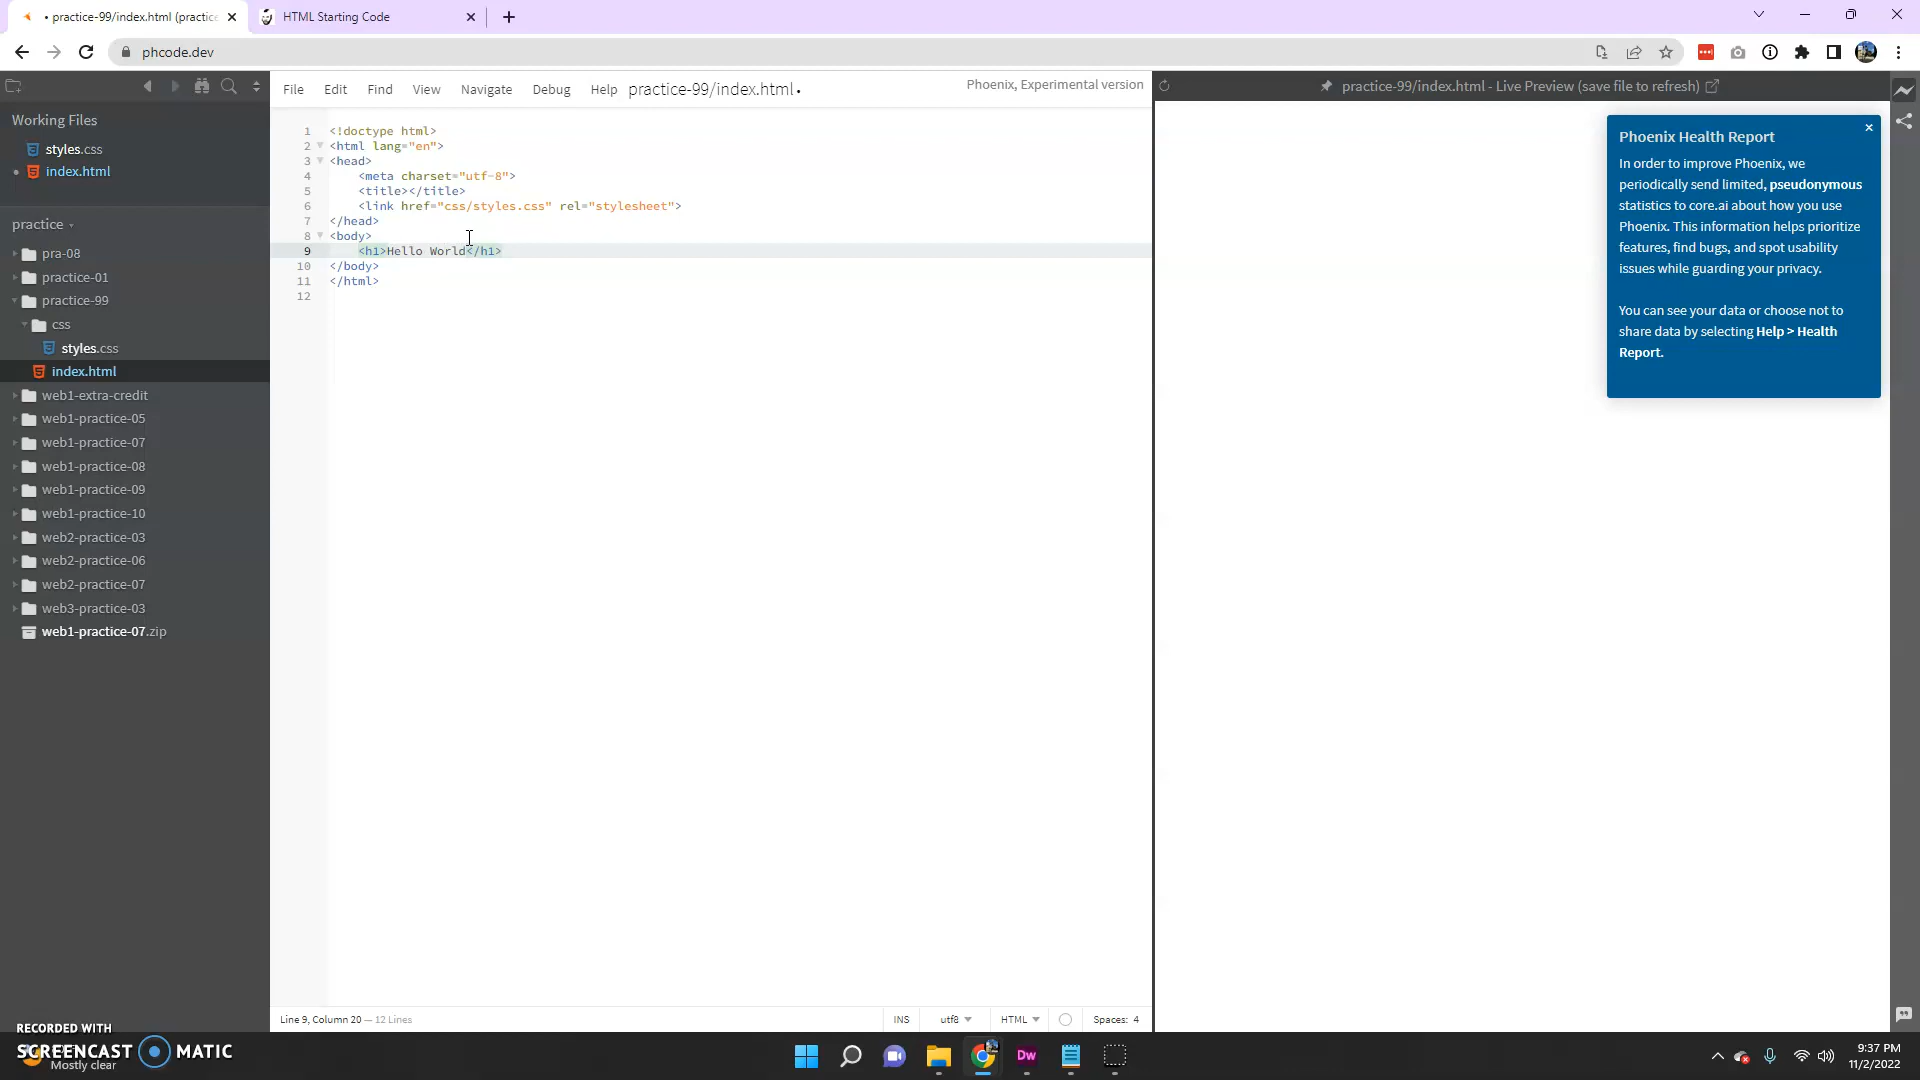 • practice-99/index.html (practice
HTML Starting Code
phcode.dev
File Edit Find View Navigate Debug Help practice-99/index.html •
Phoenix, Experimental version
practice-99/index.html - Live Preview (save file to refresh)
Working Files
styles.css
• index.html
practice
pra-08
practice-01
practice-99
css
styles.css
index.html
web1-extra-credit
web1-practice-05
web1-practice-07
web1-practice-08
web1-practice-09
web1-practice-10
web2-practice-03
web2-practice-06
web2-practice-07
web3-practice-03
web1-practice-07.zip
1 <!doctype html>
2 <html lang="en">
3 <head>
4 <meta charset="utf-8">
5 <title></title>
6 <link href="css/styles.css" rel="stylesheet">
7 </head>
8 <body>
9 <h1>Hello World</h1>
10 </body>
11 </html>
12
Phoenix Health Report
In order to improve Phoenix, we
periodically send limited, pseudonymous
statistics to core.ai about how you use
Phoenix. This information helps prioritize
features, find bugs, and spot usability
issues while guarding your privacy.
You can see your data or choose not to
share data by selecting Help > Health
Report.
Line 9, Column 20 — 12 Lines
INS utf8 HTML Spaces: 4
RECORDED WITH
SCREENCAST MATIC
Mostly clear
Dw
9:37 PM
11/2/2022